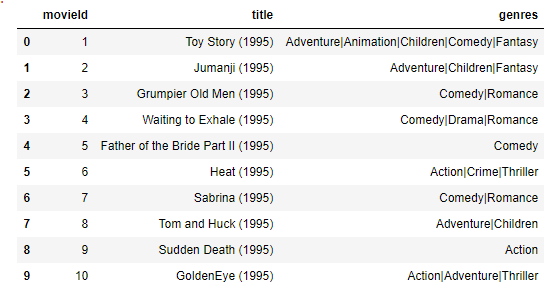 movieId title genres
0 1 Toy Story (1995) Adventure|Animation|Children|Comedy|Fantasy
1 2 Jumanji (1995) Adventure|Children|Fantasy
2 3 Grumpier Old Men (1995) Comedy|Romance
3 4 Waiting to Exhale (1995) Comedy|Drama|Romance
4 5 Father of the Bride Part II (1995) Comedy
5 6 Heat (1995) Action|Crime|Thriller
6 7 Sabrina (1995) Comedy|Romance
7 8 Tom and Huck (1995) Adventure|Children
8 9 Sudden Death (1995) Action
9 10 GoldenEye (1995) Action|Adventure|Thriller